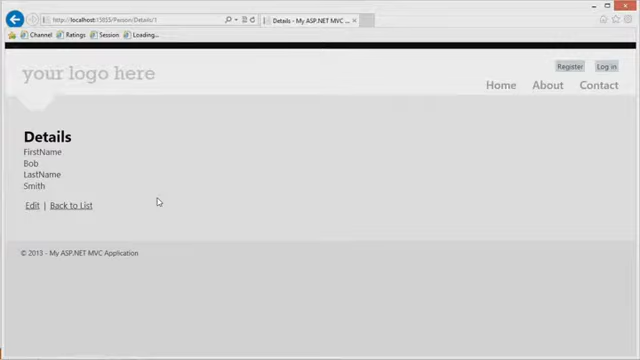 http://localhost:15855/Person/Details/1
Details - My ASP.NET MVC ...
Channel
Ratings
Session
Loading...
your logo here
Register
Log in
Home
About
Contact
Details
FirstName
Bob
LastName
Smith
Edit | Back to List
© 2013 - My ASP.NET MVC Application